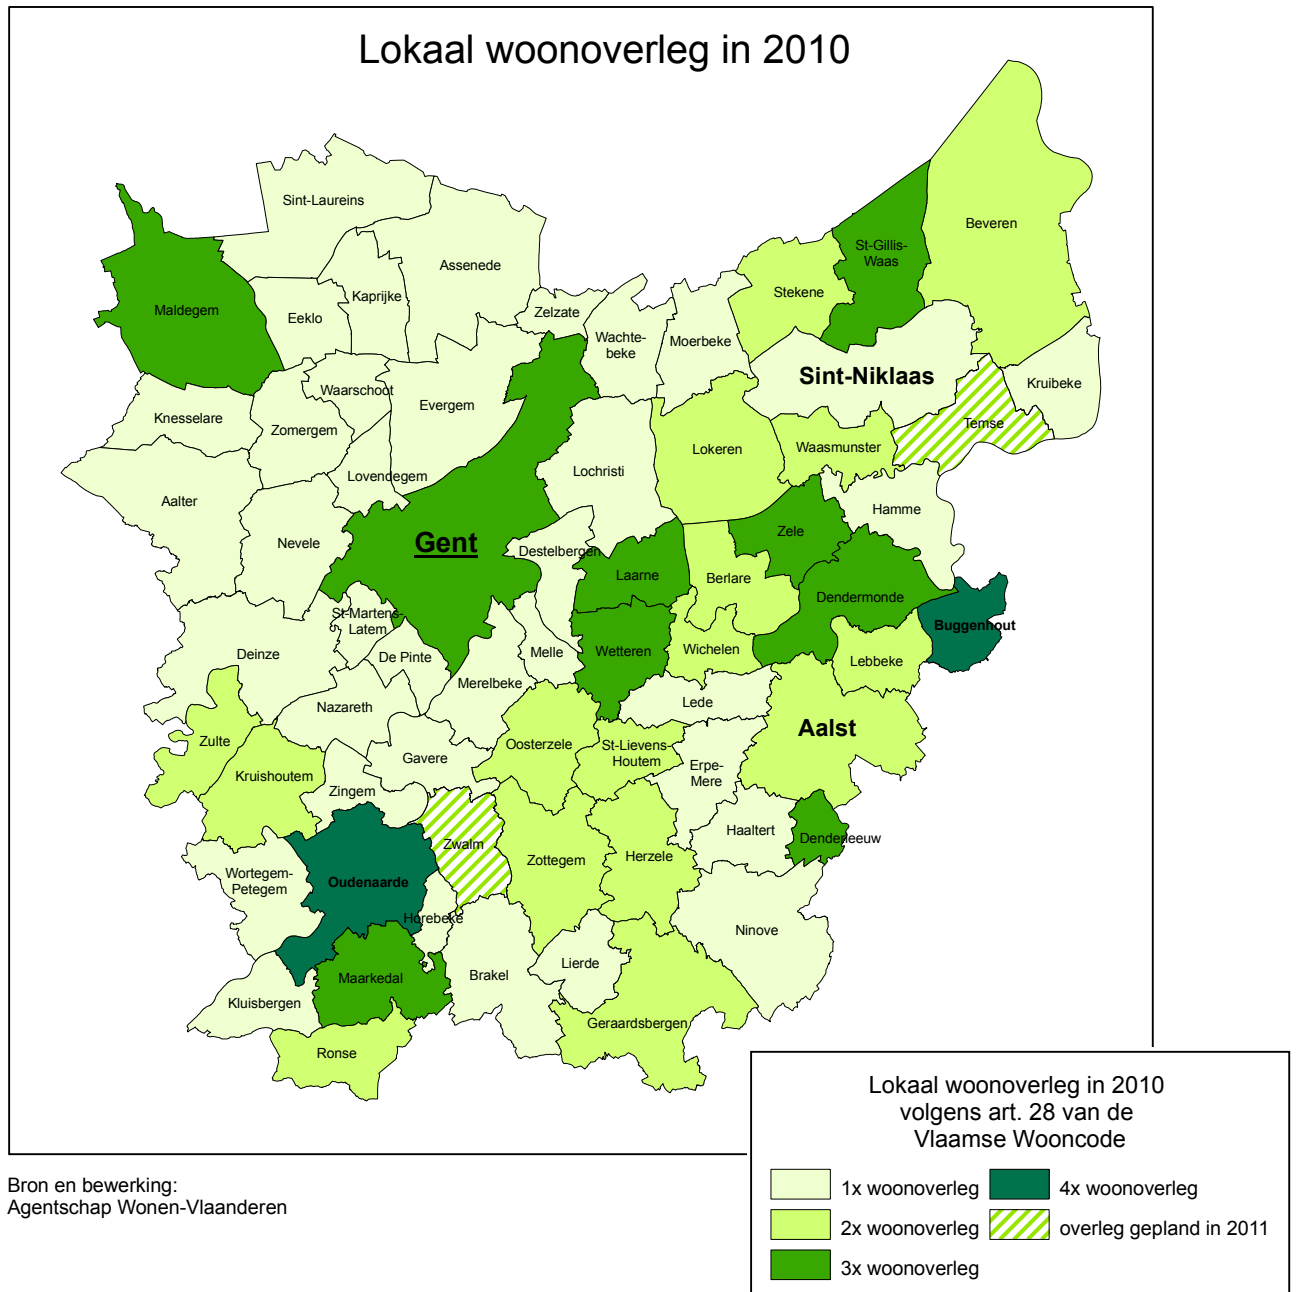 Lokaal woonoverleg in 2010
Sint-Laureins
Beveren
St-Gillis-
Waas
Assenede
Stekene
Kaprijke
Maldegem
Zelzate
Eeklo
Wachte-
beke
Moerbeke
Sint-Niklaas
Kruibeke
Waarschoot
Evergem
Knesselare
Zomergem
Temse
Waasmunster
Lokeren
Lochristi
Lovendegem
Aalter
Hamme
Zele
Gent
Nevele
Destelbergen
Laarne
Berlare
Dendermonde
St-Martens-
Latem
Buggenhout
Deinze
De Pinte
Melle
Wetteren
Wichelen
Lebbeke
Merelbeke
Lede
Nazareth
Aalst
Zulte
Oosterzele
St-Lievens-
Houtem
Gavere
Erpe-
Mere
Kruishoutem
Zingem
Haaltert
Denderleeuw
Zwalm
Zottegem
Herzele
Wortegem-
Petegem
Oudenaarde
Horebeke
Ninove
Lierde
Brakel
Maarkedal
Kluisbergen
Geraardsbergen
Ronse
Lokaal woonoverleg in 2010
volgens art. 28 van de
Vlaamse Wooncode
1x woonoverleg
4x woonoverleg
2x woonoverleg
overleg gepland in 2011
3x woonoverleg
Bron en bewerking:
Agentschap Wonen-Vlaanderen